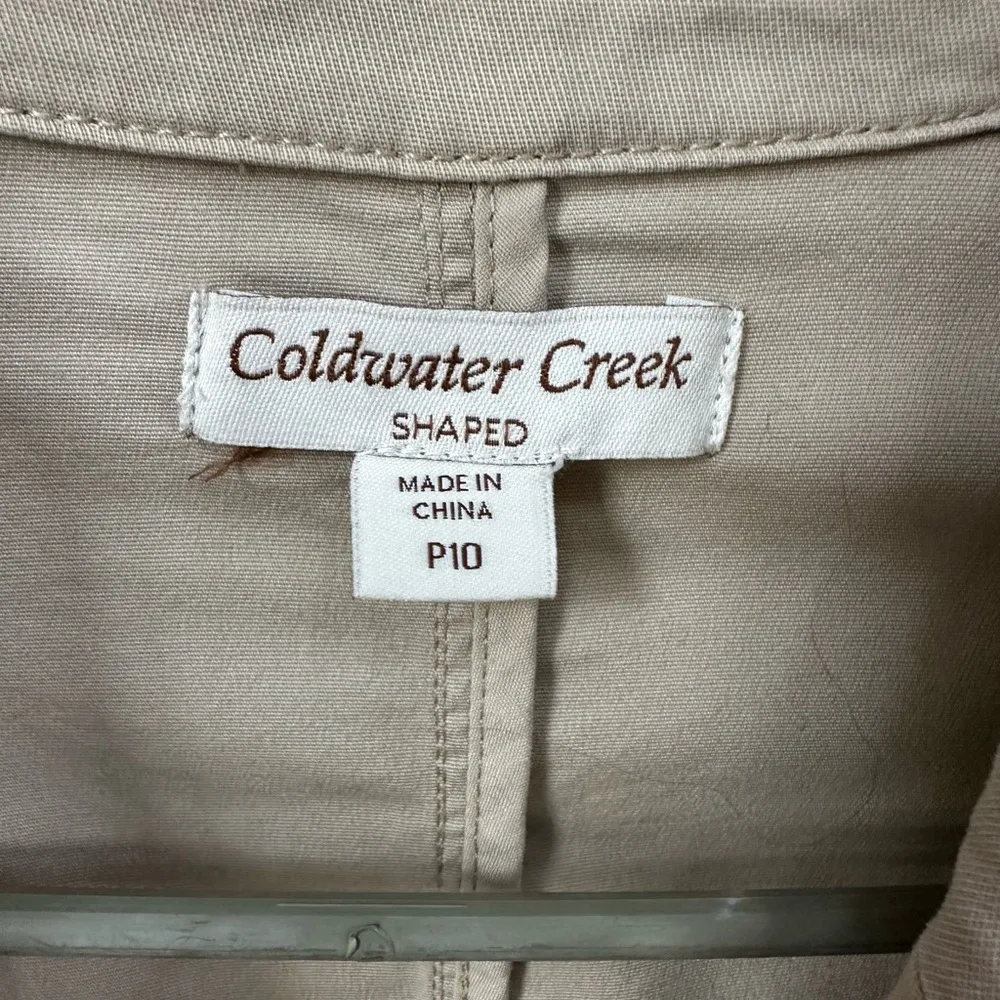 Coldwater Creek
SHAPED
MADE IN
CHINA
P10